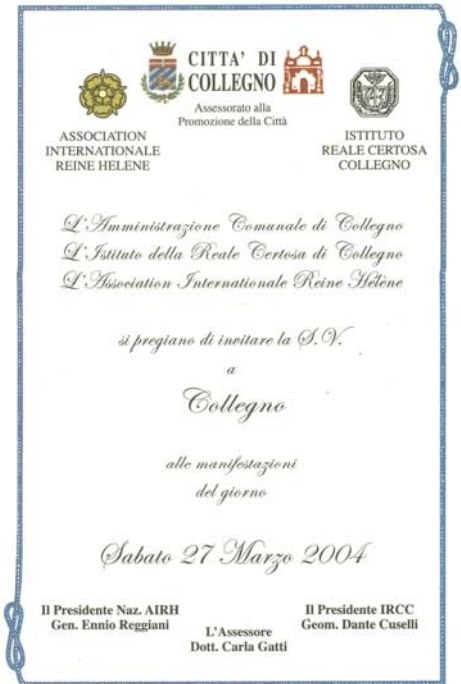 CITTA' DI
COLLEGNO
Assessorato alla
Promozione della Città
ASSOCIATION
INTERNATIONALE
REINE HELENE
ISTITUTO
REALE CERTOSA
COLLEGNO
L'Amministrazione Comunale di Collegno
L'Istituto della Reale Certosa di Collegno
L'Association Internationale Reine Hélène
si pregiano di invitare la S.V.
a
Collegno
alle manifestazioni
del giorno
Sabato 27 Marzo 2004
Il Presidente Naz. AIRH
Gen. Ennio Reggiani
L'Assessore
Dott. Carla Gatti
Il Presidente IRCC
Geom. Dante Cuselli